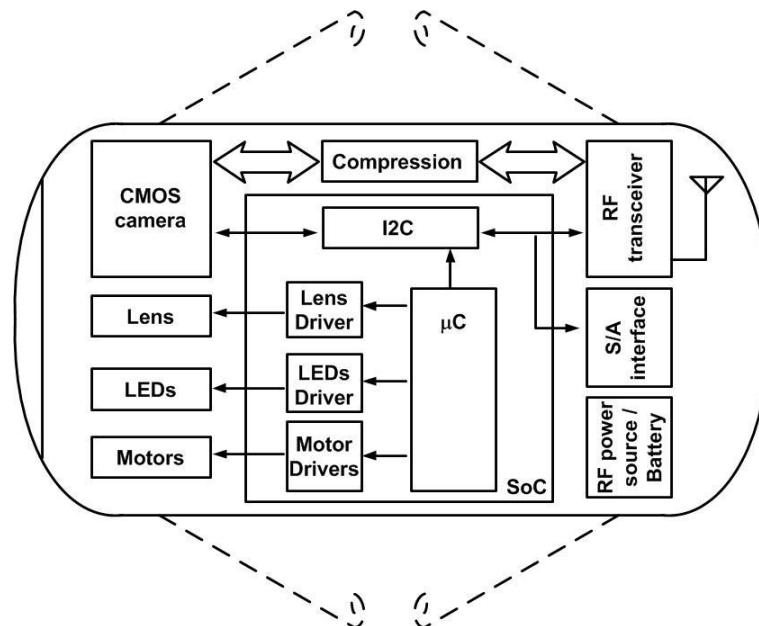 CMOS
camera
Compression
RF
transceiver
I2C
Lens
Lens
Driver
μC
S/A
interface
LEDs
LEDs
Driver
Motors
Motor
Drivers
SoC
RF power
source /
Battery